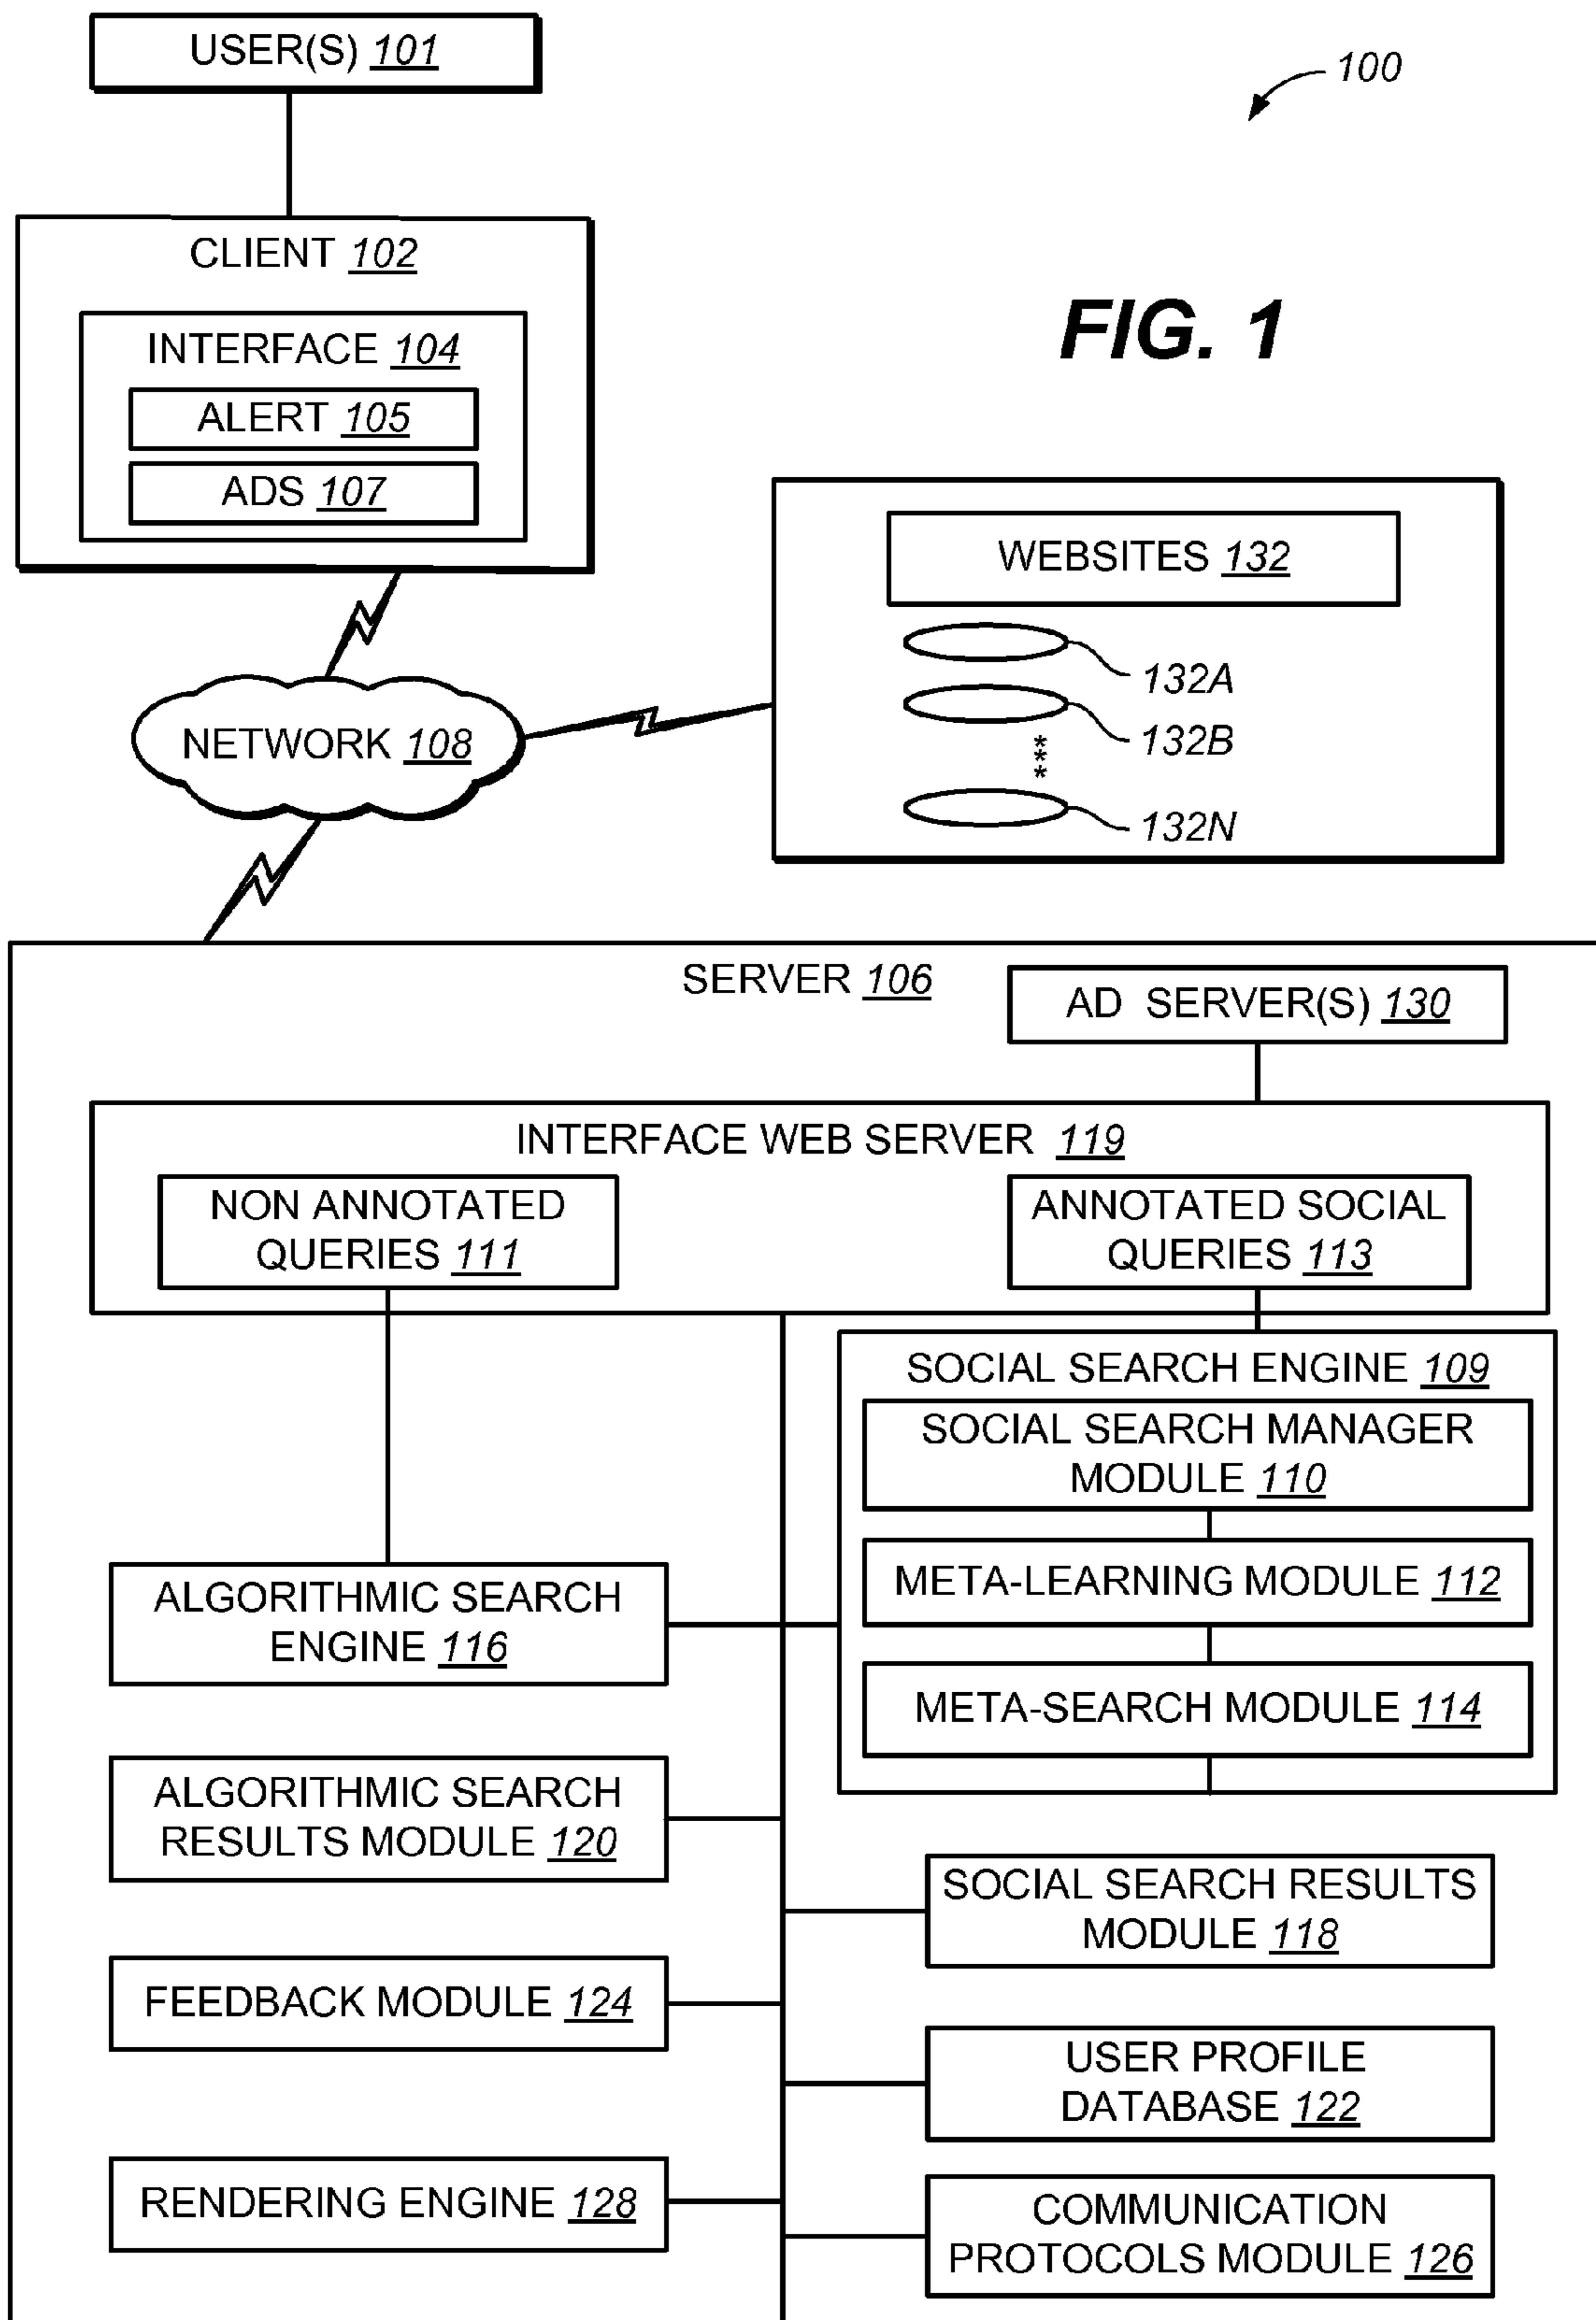 USER(S) 101
100
CLIENT 102
INTERFACE 104
ALERT 105
ADS 107
FIG. 1
WEBSITES 132
132A
132B
***
132N
NETWORK 108
SERVER 106
AD SERVER(S) 130
INTERFACE WEB SERVER 119
NON ANNOTATED
QUERIES 111
ANNOTATED SOCIAL
QUERIES 113
SOCIAL SEARCH ENGINE 109
SOCIAL SEARCH MANAGER
MODULE 110
META-LEARNING MODULE 112
META-SEARCH MODULE 114
ALGORITHMIC SEARCH
ENGINE 116
ALGORITHMIC SEARCH
RESULTS MODULE 120
SOCIAL SEARCH RESULTS
MODULE 118
FEEDBACK MODULE 124
USER PROFILE
DATABASE 122
RENDERING ENGINE 128
COMMUNICATION
PROTOCOLS MODULE 126